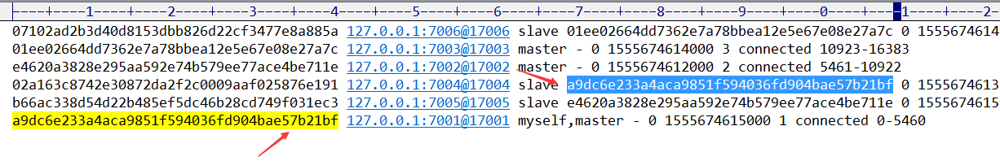 ----+----1----+----2----+----3----+----4----+----5----+----6----+----7----+----8----+----9----+----0----+----1----+----2-
07102ad2b3d40d8153dbb826d22cf3477e8a885a 127.0.0.1:7006@17006 slave 01ee02664dd7362e7a78bbea12e5e67e08e27a7c 0 1555674614
01ee02664dd7362e7a78bbea12e5e67e08e27a7c 127.0.0.1:7003@17003 master - 0 1555674614000 3 connected 10923-16383
e4620a3828e295aa592e74b579ee77ace4be711e 127.0.0.1:7002@17002 master - 0 1555674612000 2 connected 5461-10922
02a163c8742e30872da2f2c0009aaf025876e191 127.0.0.1:7004@17004 slave a9dc6e233a4aca9851f594036fd904bae57b21bf 0 1555674613
b66ac338d54d22b485ef5dc46b28cd749f031ec3 127.0.0.1:7005@17005 slave e4620a3828e295aa592e74b579ee77ace4be711e 0 1555674615
a9dc6e233a4aca9851f594036fd904bae57b21bf 127.0.0.1:7001@17001 myself,master - 0 1555674615000 1 connected 0-5460